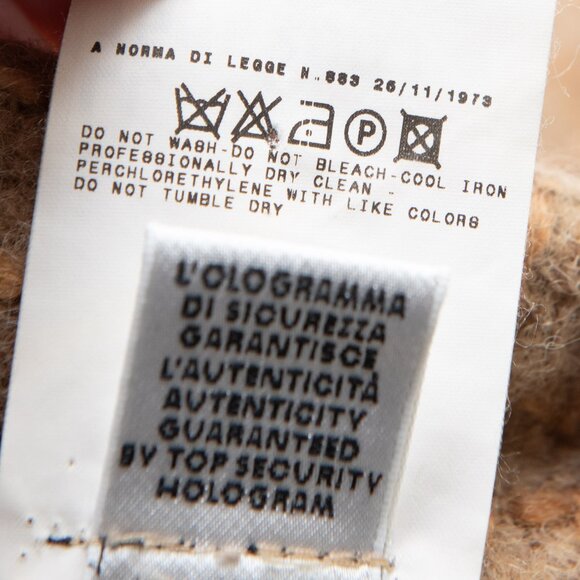 A NORMA DI LEGGE N.883 26/11/1973
P
DO NOT WASH-DO NOT BLEACH-COOL IRON
PROFESSIONALLY DRY CLEAN -
PERCHLORETHYLENE WITH LIKE COLORS
DO NOT TUMBLE DRY
L'OLOGRAMMA
DI SICUREZZA
GARANTISCE
L'AUTENTICITÀ
AUTENTICITY
GUARANTEED
BY TOP SECURITY
HOLOGRAM